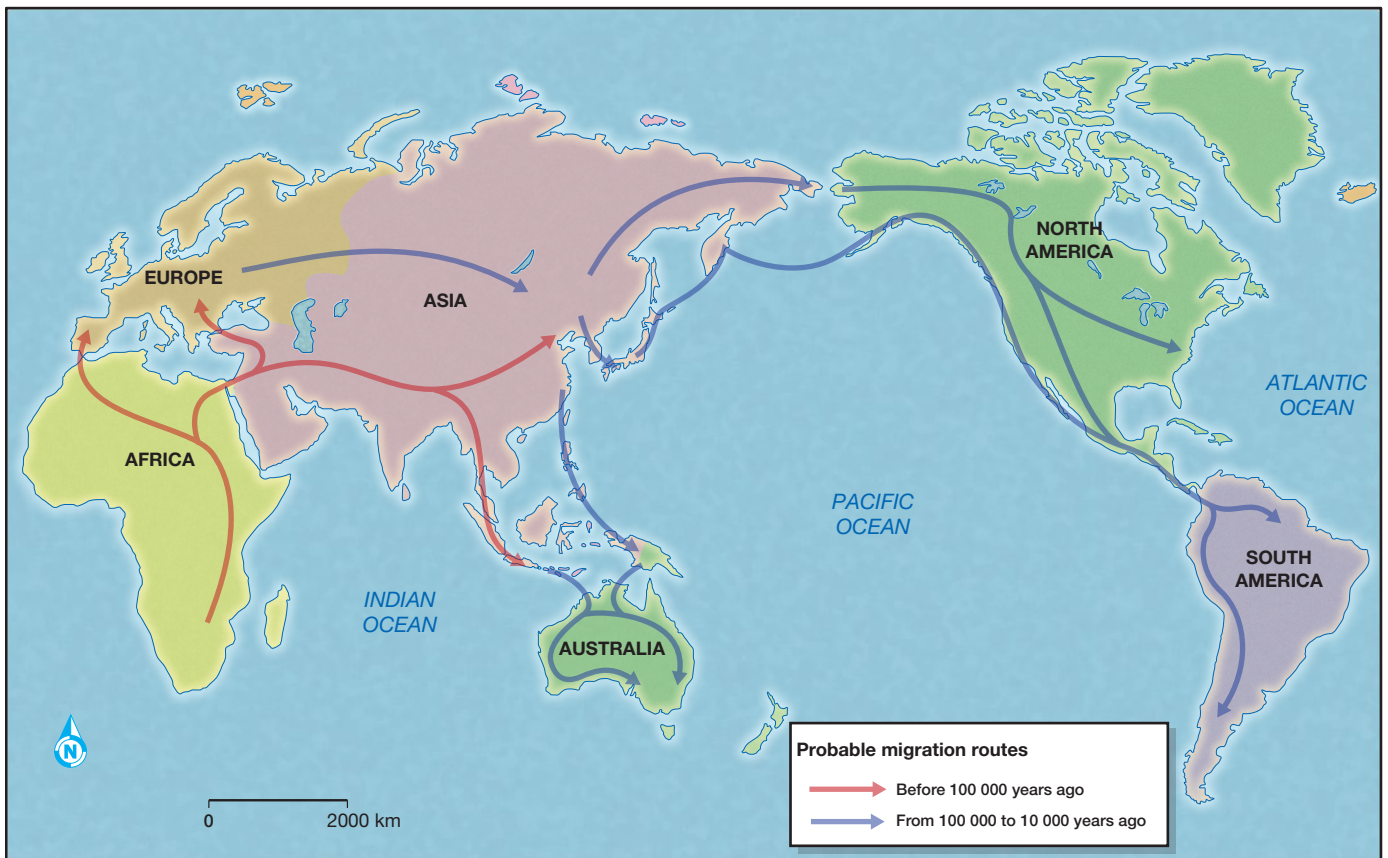 EUROPE
ASIA
NORTH
AMERICA
ATLANTIC
OCEAN
AFRICA
PACIFIC
OCEAN
SOUTH
AMERICA
INDIAN
OCEAN
AUSTRALIA
N
0 2000 km
Probable migration routes
Before 100 000 years ago
From 100 000 to 10 000 years ago